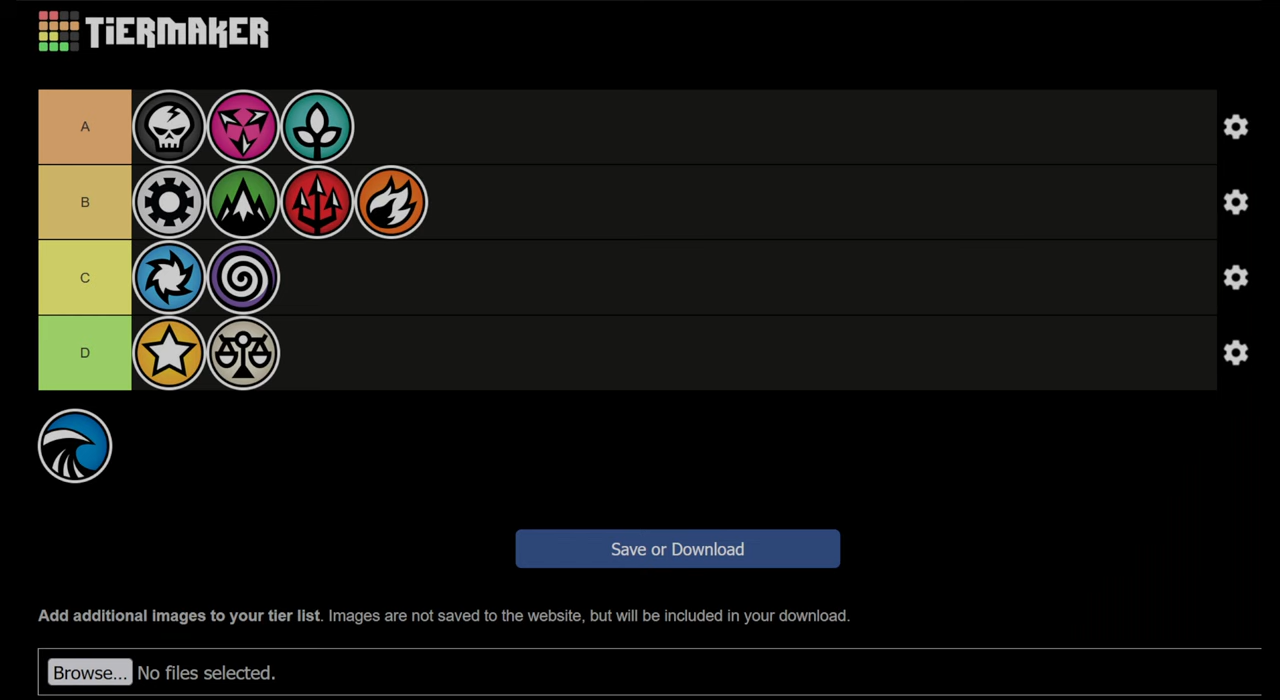 TiERMAKER
A
B
C
D
Save or Download
Add additional images to your tier list. Images are not saved to the website, but will be included in your download.
Browse... No files selected.